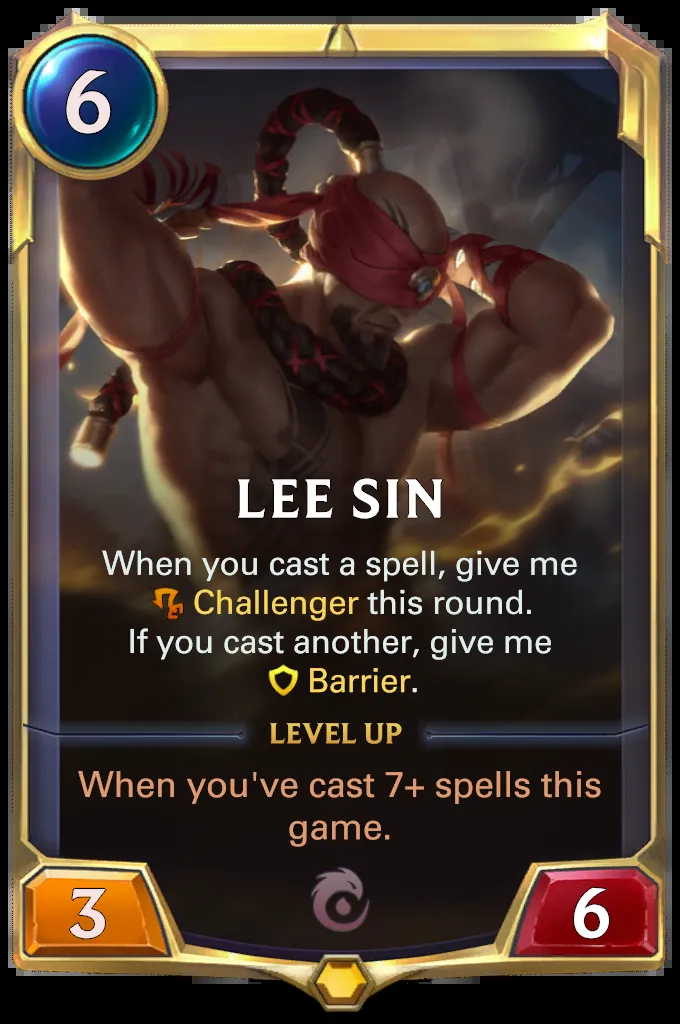 6
LEE SIN
When you cast a spell, give me
Challenger this round.
If you cast another, give me
Barrier.
LEVEL UP
When you've cast 7+ spells this
game.
3
6